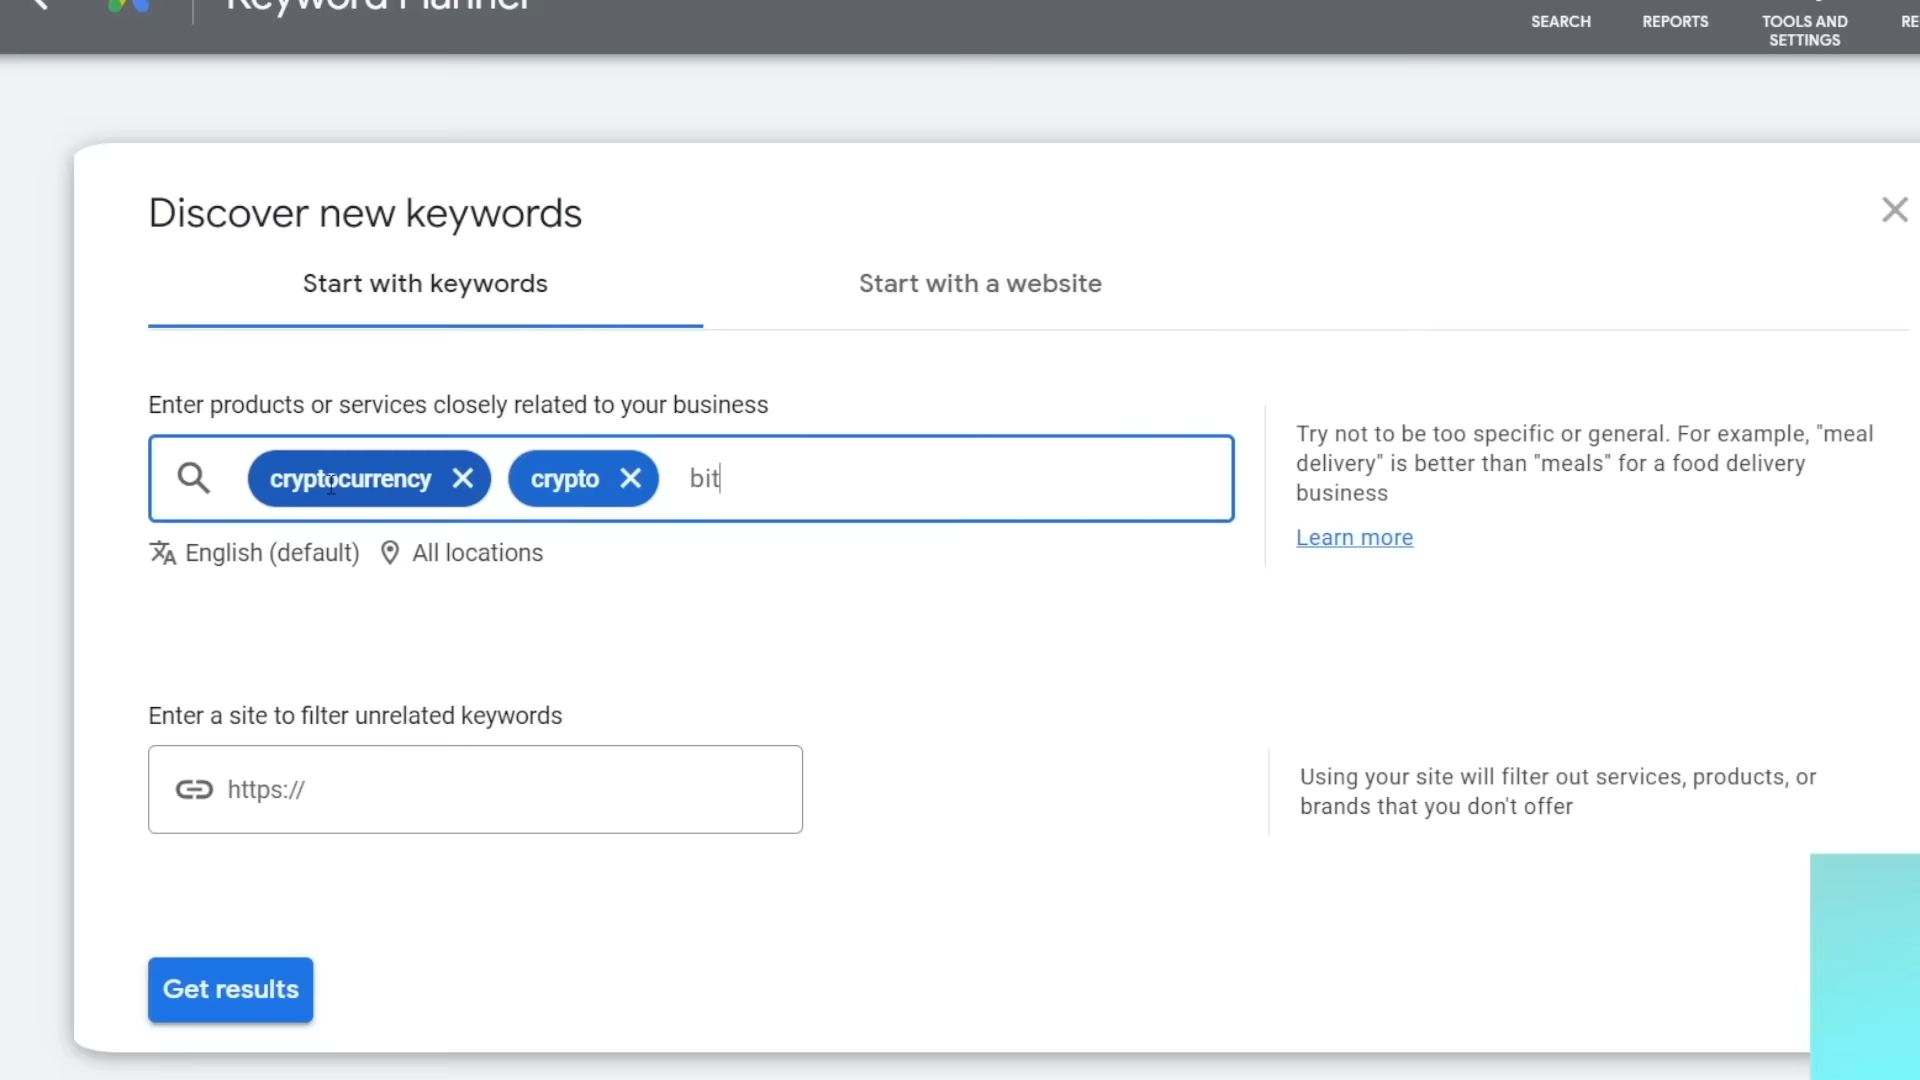 Keyword Planner
SEARCH
REPORTS
TOOLS AND
SETTINGS
RE
Discover new keywords
Start with keywords
Start with a website
Enter products or services closely related to your business
cryptocurrency
crypto
bit
English (default)
All locations
Try not to be too specific or general. For example, "meal
delivery" is better than "meals" for a food delivery
business
Learn more
Enter a site to filter unrelated keywords
https://
Using your site will filter out services, products, or
brands that you don't offer
Get results